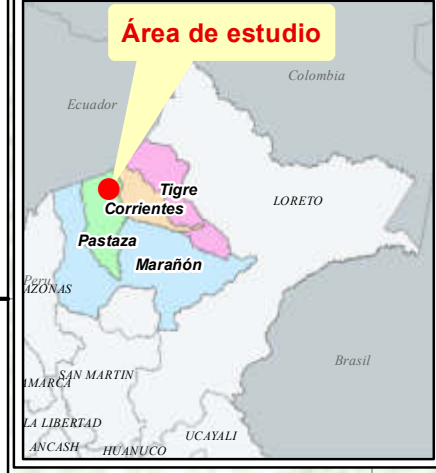 Área de estudio
Colombia
Ecuador
Tigre
LORETO
Corrientes
Pastaza
Marañón
Peru
AZONAS
Brasil
SAN MARTIN
AMARCA
LA LIBERTAD
UCAYALI
ANCASH
HUANUCO